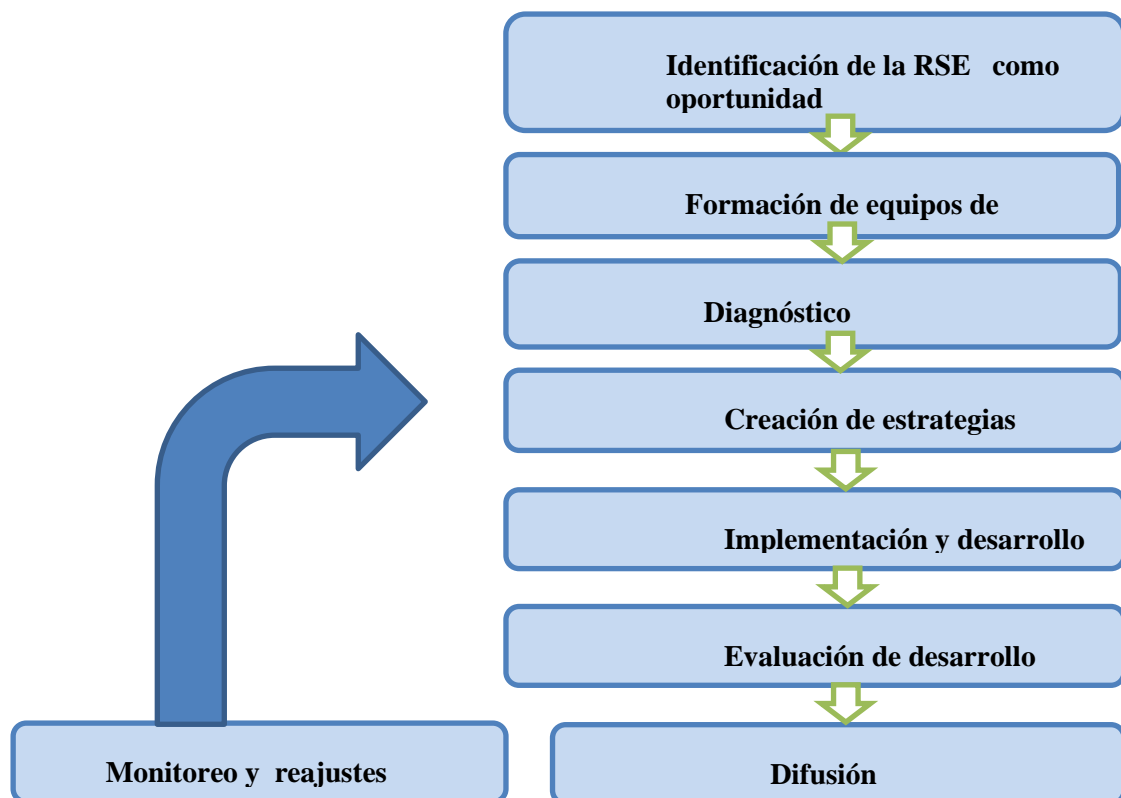 Identificación de la RSE como
oportunidad
Formación de equipos de
Diagnóstico
Creación de estrategias
Implementación y desarrollo
Evaluación de desarrollo
Monitoreo y reajustes
Difusión